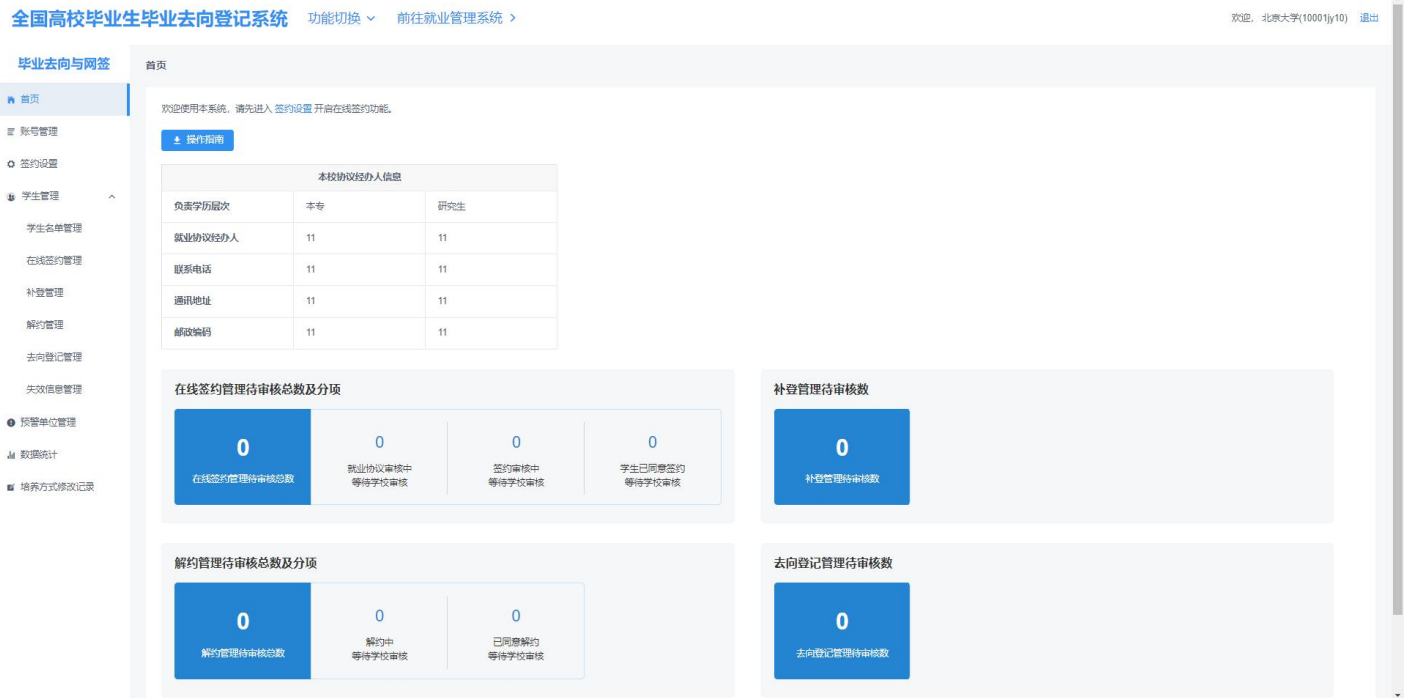 全国高校毕业生毕业去向登记系统 功能切换 前往就业管理系统
欢迎, 北京大学(10001jy10) 退出
毕业去向与网签
首页
账号管理
签约设置
学生管理
学生名单管理
在线签约管理
补登管理
解约管理
去向登记管理
失效信息管理
预警单位管理
数据统计
培养方式修改记录
首页
欢迎使用本系统，请先进入 签约设置 开启在线签约功能。
操作指南
本校协议经办人信息
负责学历层次 本专 研究生
就业协议经办人 11 11
联系电话 11 11
通讯地址 11 11
邮政编码 11 11
在线签约管理待审核总数及分项
0
在线签约管理待审核总数
0
就业协议审核中
等待学校审核
0
签约审核中
等待学校审核
0
学生已同意签约
等待学校审核
补登管理待审核数
0
补登管理待审核数
解约管理待审核总数及分项
0
解约管理待审核总数
0
解约中
等待学校审核
0
已同意解约
等待学校审核
去向登记管理待审核数
0
去向登记管理待审核数